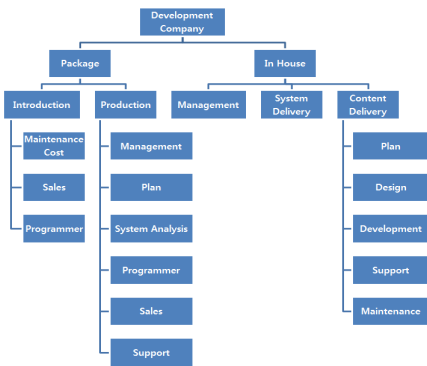 Development
Company
Package
In House
Introduction
Production
Management
System
Delivery
Content
Delivery
Maintenance
Cost
Sales
Programmer
Management
Plan
System Analysis
Programmer
Sales
Support
Plan
Design
Development
Support
Maintenance